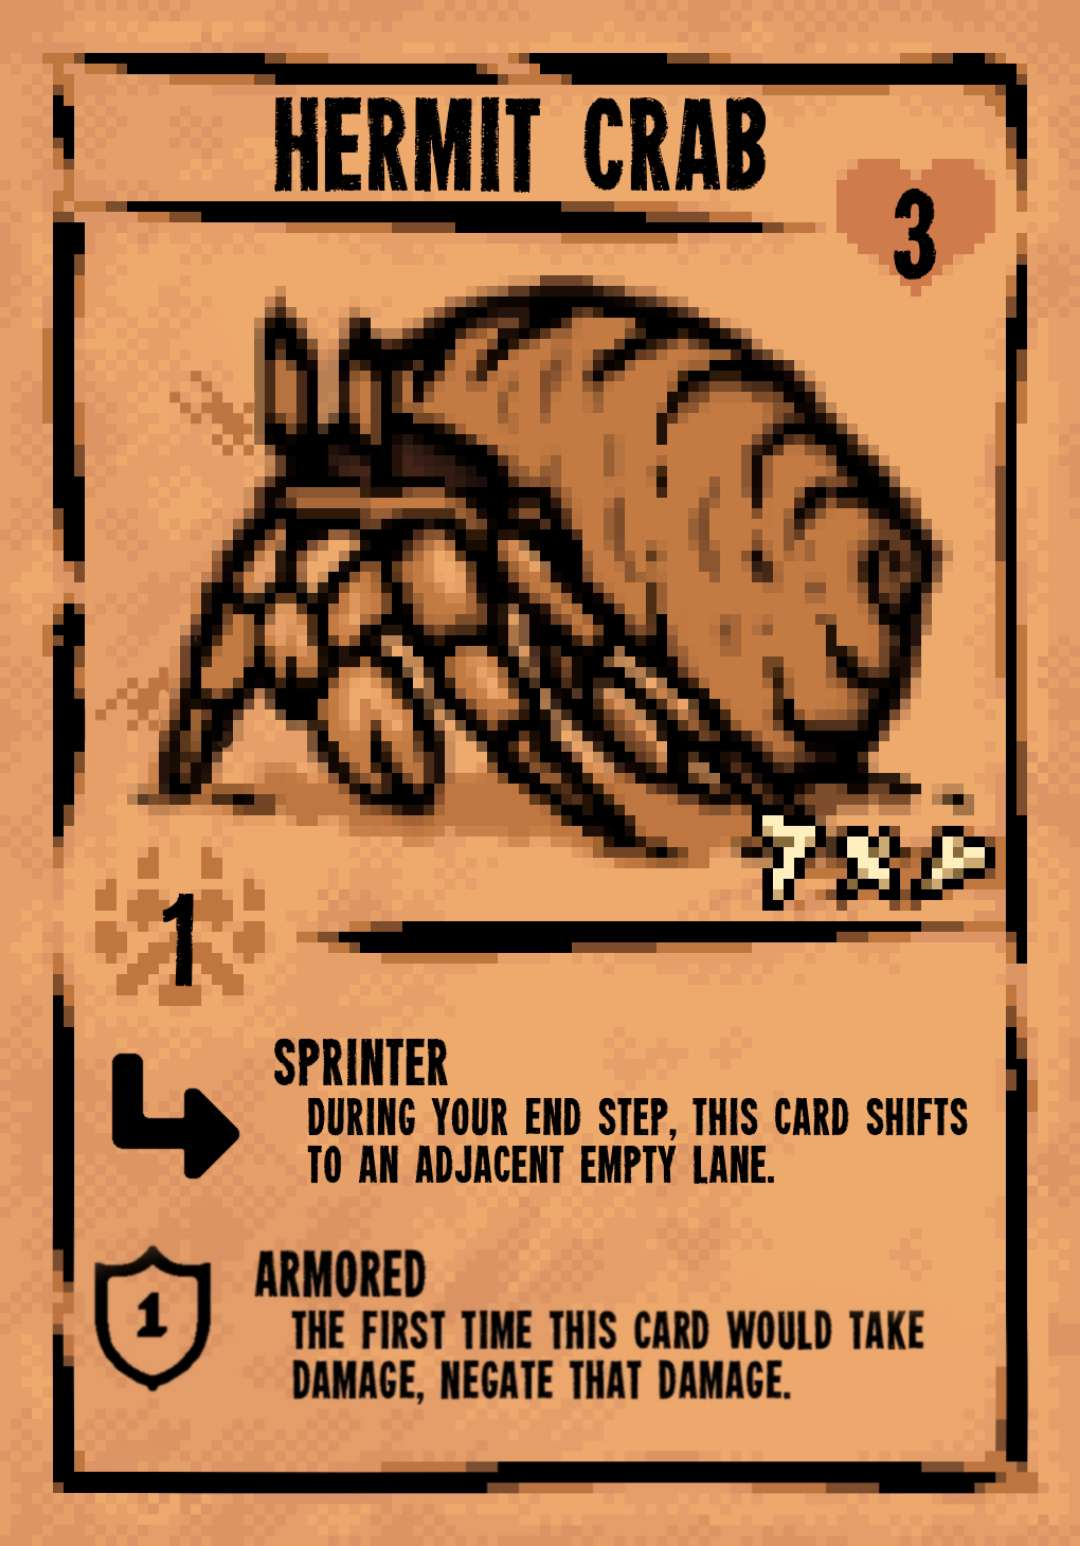 HERMIT CRAB
3
7 X
1
SPRINTER
DURING YOUR END STEP, THIS CARD SHIFTS
TO AN ADJACENT EMPTY LANE.
1
ARMORED
THE FIRST TIME THIS CARD WOULD TAKE
DAMAGE, NEGATE THAT DAMAGE.